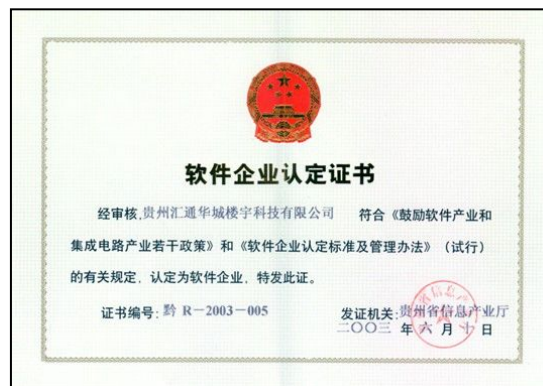 软件企业认定证书
经审核,贵州汇通华城楼宇科技有限公司 符合《鼓励软件产业和
集成电路产业若干政策》和《软件企业认定标准及管理办法》（试行）
的有关规定，认定为软件企业，特发此证。
证书编号：黔 R-2003-005
发证机关:贵州省信息产业厅
二〇〇三 年 六 月 十 日